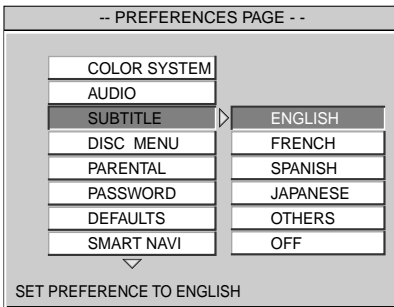 -- PREFERENCES PAGE - -
COLOR SYSTEM
AUDIO
SUBTITLE
DISC MENU
PARENTAL
PASSWORD
DEFAULTS
SMART NAVI
ENGLISH
FRENCH
SPANISH
JAPANESE
OTHERS
OFF
SET PREFERENCE TO ENGLISH